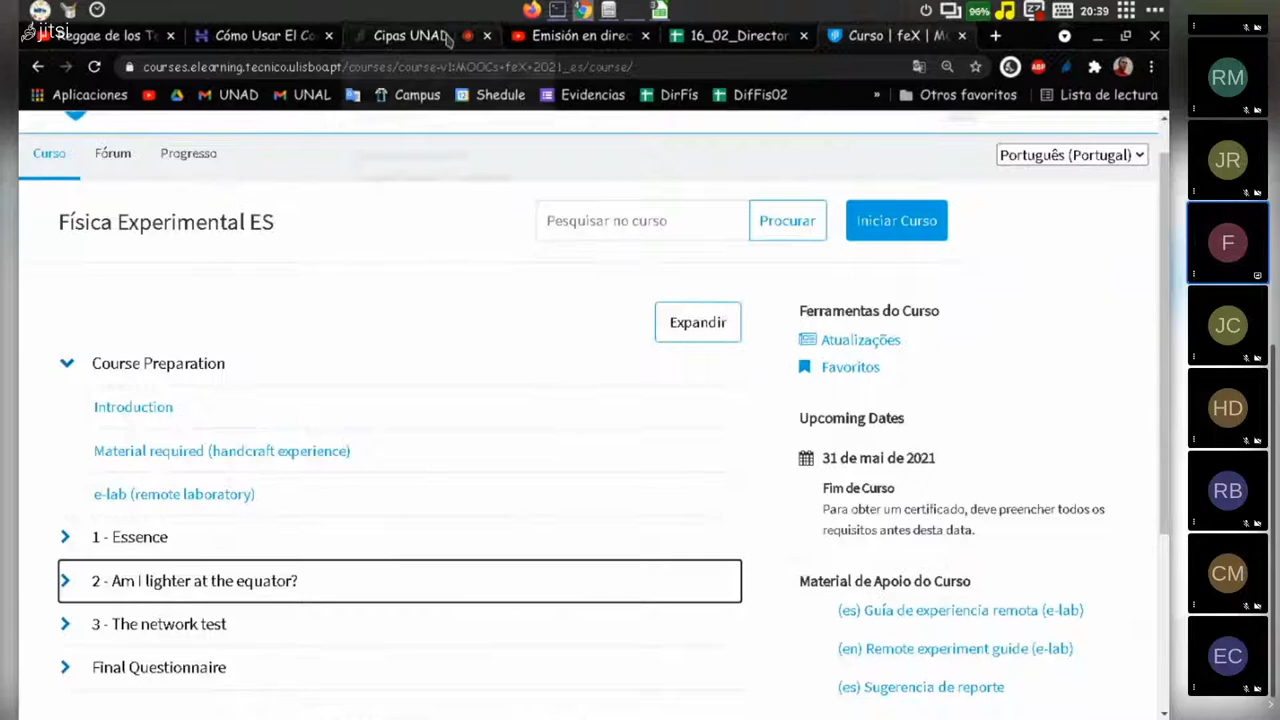 jitsi
96% 20:39
Reggae de los T
Cómo Usar El Co
Cipas UNAD
Emisión en direc
16_02_Director
Curso | feX | M
courses.elearning.tecnico.ulisboa.pt/courses/course-v1:MOOCs+feX+2021_es/course/
Aplicaciones
UNAD
UNAL
Campus
Shedule
Evidencias
DirFís
DifFis02
»
Otros favoritos
Lista de lectura
Curso
Fórum
Progresso
Português (Portugal)
Física Experimental ES
Pesquisar no curso
Procurar
Iniciar Curso
Expandir
Course Preparation
Introduction
Material required (handcraft experience)
e-lab (remote laboratory)
1 - Essence
2 - Am I lighter at the equator?
3 - The network test
Final Questionnaire
Ferramentas do Curso
Atualizações
Favoritos
Upcoming Dates
31 de mai de 2021
Fim de Curso
Para obter um certificado, deve preencher todos os
requisitos antes desta data.
Material de Apoio do Curso
(es) Guía de experiencia remota (e-lab)
(en) Remote experiment guide (e-lab)
(es) Sugerencia de reporte
RM
JR
F
JC
HD
RB
CM
EC